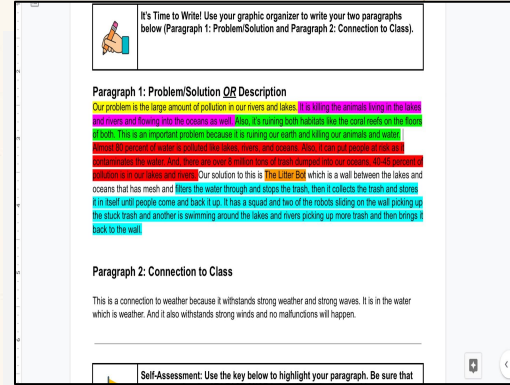 It's Time to Write! Use your graphic organizer to write your two paragraphs
below (Paragraph 1: Problem/Solution and Paragraph 2: Connection to Class).
Paragraph 1: Problem/Solution OR Description
Our problem is the large amount of pollution in our rivers and lakes. It is killing the animals living in the lakes
and rivers and flowing into the oceans as well. Also, it's ruining both habitats like the coral reefs on the floors
of both. This is an important problem because it is ruining our earth and killing our animals and water.
Almost 80 percent of water is polluted like lakes, rivers, and oceans. Also, it can put people at risk as it
contaminates the water. And, there are over 8 million tons of trash dumped into our oceans. 40-45 percent of
pollution is in our lakes and rivers. Our solution to this is The Litter Bot which is a wall between the lakes and
oceans that has mesh and filters the water through and stops the trash, then it collects the trash and stores
it in itself until people come and back it up. It has a squad and two of the robots sliding on the wall picking up
the stuck trash and another is swimming around the lakes and rivers picking up more trash and then brings it
back to the wall.
Paragraph 2: Connection to Class
This is a connection to weather because it withstands strong weather and strong waves. It is in the water
which is weather. And it also withstands strong winds and no malfunctions will happen.
Self-Assessment: Use the key below to highlight your paragraph. Be sure that